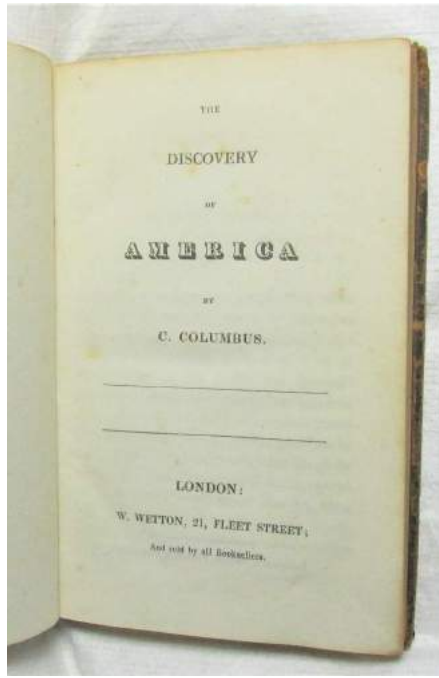 THE
DISCOVERY
OF
AMERICA
BY
C. COLUMBUS.
LONDON:
W. WETTON, 21, FLEET STREET;
And sold by all Booksellers.